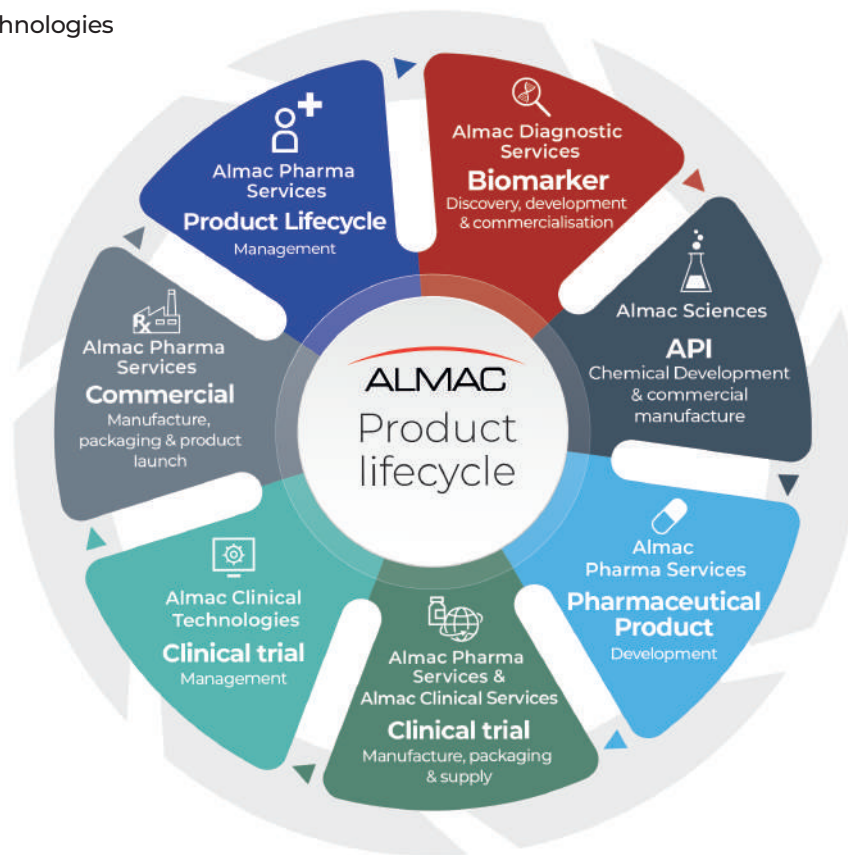 hnologies
Almac Diagnostic
Services
Biomarker
Discovery, development
& commercialisation
Almac Sciences
API
Chemical Development
& commercial
manufacture
Almac
Pharma Services
Pharmaceutical
Product
Development
Almac Pharma
Services &
Almac Clinical Services
Clinical trial
Manufacture, packaging
& supply
Almac Clinical
Technologies
Clinical trial
Management
Rx
Almac Pharma
Services
Commercial
Manufacture,
packaging & product
launch
Almac Pharma
Services
Product Lifecycle
Management
ALMAC
Product
lifecycle